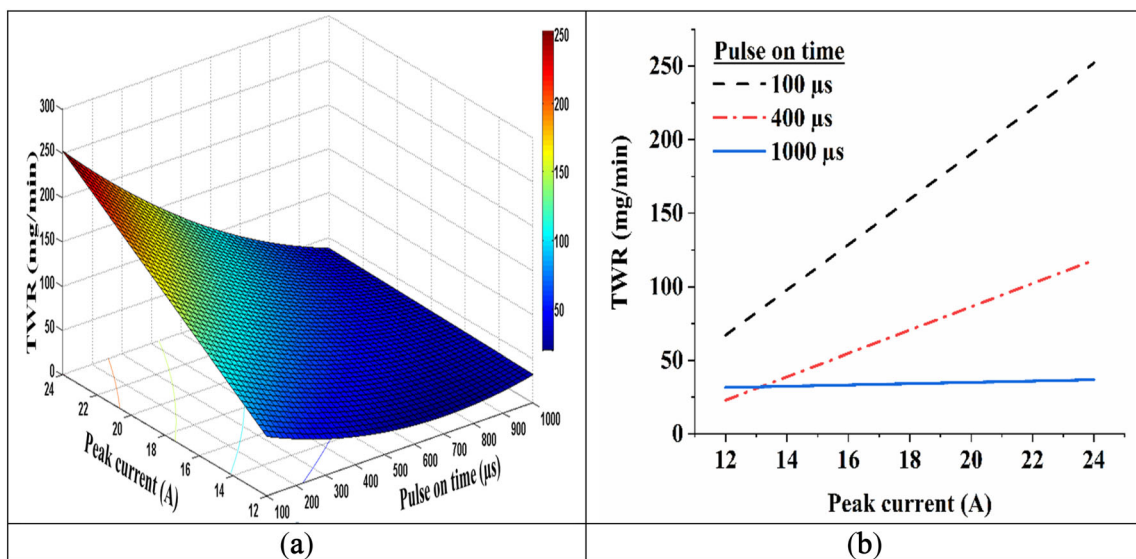 300
250
200
150
100
50
0
TWR (mg/min)
24
22
20
18
16
14
12
Peak current (A)
100
200
300
400
500
600
700
800
900
1000
Pulse on time (µs)
250
200
150
100
50
(a)
Pulse on time
100 µs
400 µs
1000 µs
250
200
150
100
50
0
TWR (mg/min)
12 14 16 18 20 22 24
Peak current (A)
(b)